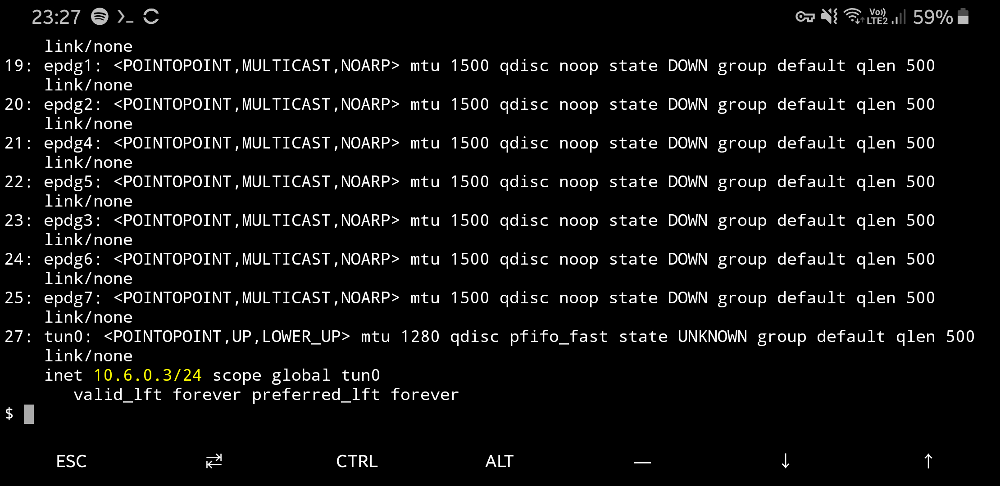 23:27 Vo)) LTE2 59%
link/none
19: epdg1: <POINTOPOINT,MULTICAST,NOARP> mtu 1500 qdisc noop state DOWN group default qlen 500
link/none
20: epdg2: <POINTOPOINT,MULTICAST,NOARP> mtu 1500 qdisc noop state DOWN group default qlen 500
link/none
21: epdg4: <POINTOPOINT,MULTICAST,NOARP> mtu 1500 qdisc noop state DOWN group default qlen 500
link/none
22: epdg5: <POINTOPOINT,MULTICAST,NOARP> mtu 1500 qdisc noop state DOWN group default qlen 500
link/none
23: epdg3: <POINTOPOINT,MULTICAST,NOARP> mtu 1500 qdisc noop state DOWN group default qlen 500
link/none
24: epdg6: <POINTOPOINT,MULTICAST,NOARP> mtu 1500 qdisc noop state DOWN group default qlen 500
link/none
25: epdg7: <POINTOPOINT,MULTICAST,NOARP> mtu 1500 qdisc noop state DOWN group default qlen 500
link/none
27: tun0: <POINTOPOINT,UP,LOWER_UP> mtu 1280 qdisc pfifo_fast state UNKNOWN group default qlen 500
link/none
inet 10.6.0.3/24 scope global tun0
valid_lft forever preferred_lft forever
$
ESC ⇄ CTRL ALT — ↓ ↑